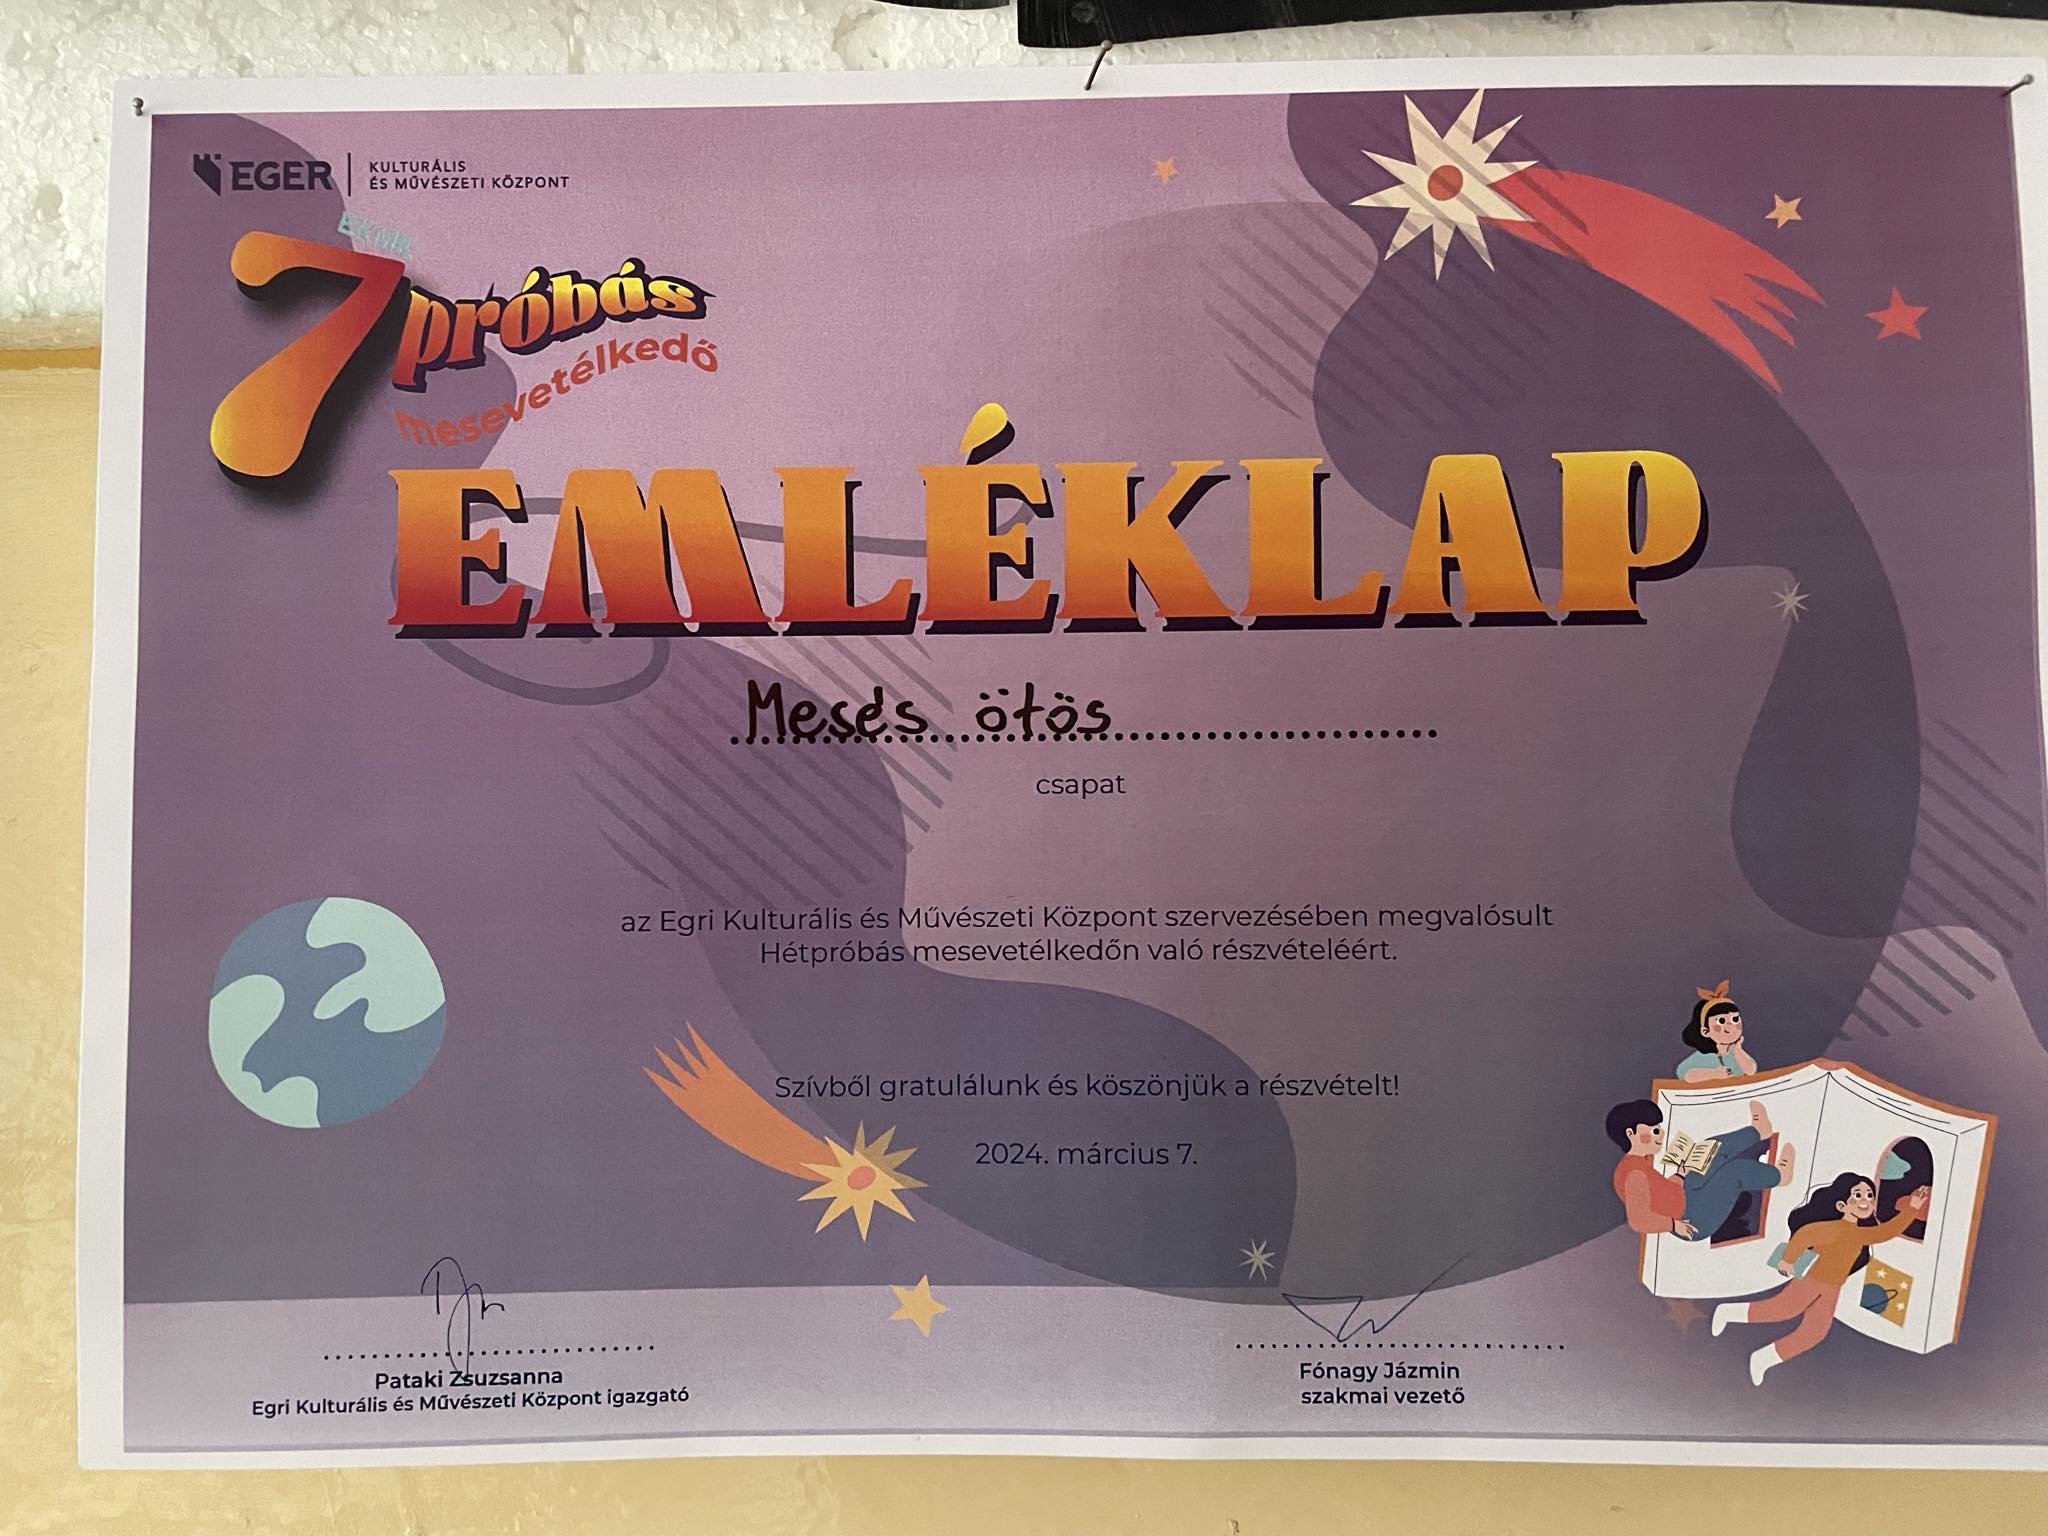 EGER
KULTURÁLIS
ÉS MŰVÉSZETI KÖZPONT
EKMK
7próbás
mesevetélkedő
EMLÉKLAP
Mesés ötös
csapat
az Egri Kulturális és Művészeti Központ szervezésében megvalósult
Hétpróbás mesevetélkedőn való részvételéért.
Szívből gratulálunk és köszönjük a részvételt!
2024. március 7.
Pataki Zsuzsanna
Egri Kulturális és Művészeti Központ igazgató
Fónagy Jázmin
szakmai vezető